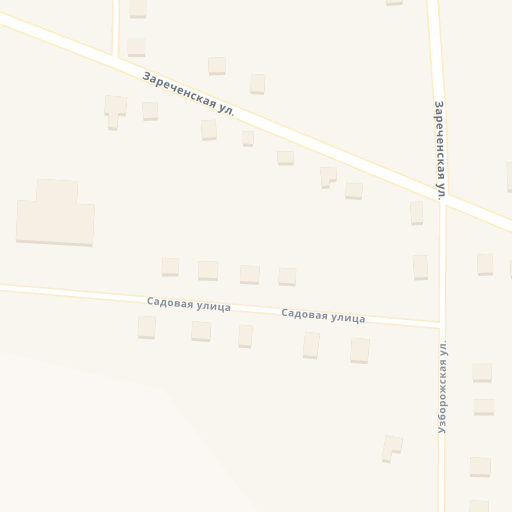 Зареченская ул.
Зареченская ул.
Садовая улица
Садовая улица
Узборожская ул.